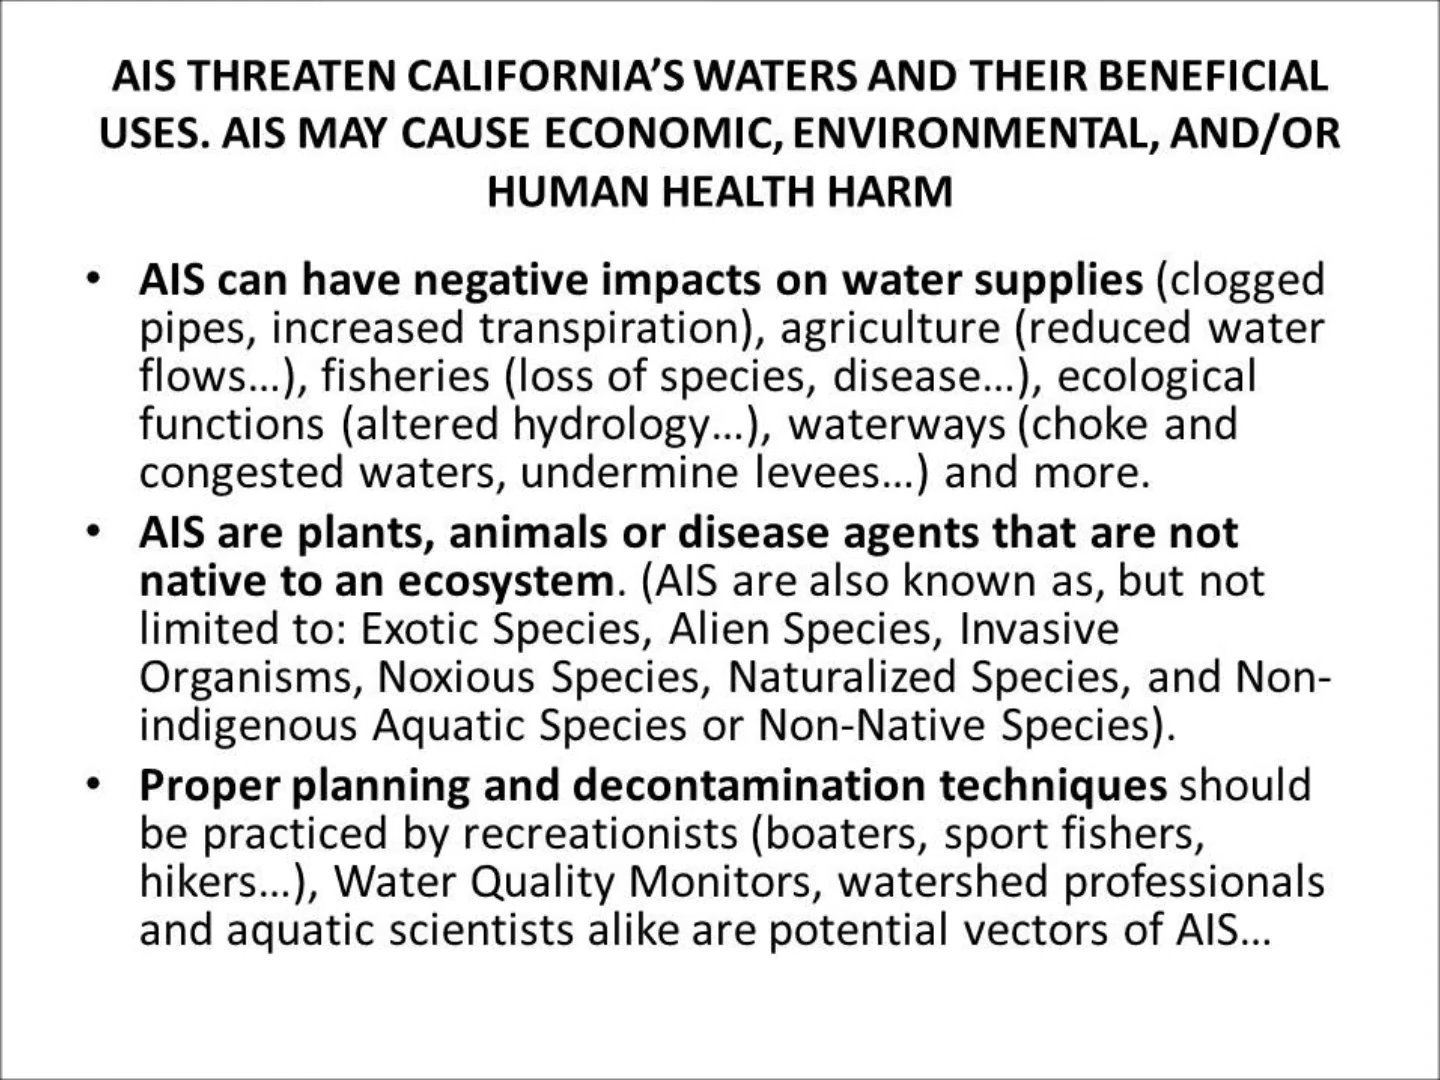 AIS THREATEN CALIFORNIA’S WATERS AND THEIR BENEFICIAL
USES. AIS MAY CAUSE ECONOMIC, ENVIRONMENTAL, AND/OR
HUMAN HEALTH HARM
• AIS can have negative impacts on water supplies (clogged
pipes, increased transpiration), agriculture (reduced water
flows…), fisheries (loss of species, disease…), ecological
functions (altered hydrology…), waterways (choke and
congested waters, undermine levees…) and more.
• AIS are plants, animals or disease agents that are not
native to an ecosystem. (AIS are also known as, but not
limited to: Exotic Species, Alien Species, Invasive
Organisms, Noxious Species, Naturalized Species, and Non-
indigenous Aquatic Species or Non-Native Species).
• Proper planning and decontamination techniques should
be practiced by recreationists (boaters, sport fishers,
hikers…), Water Quality Monitors, watershed professionals
and aquatic scientists alike are potential vectors of AIS…